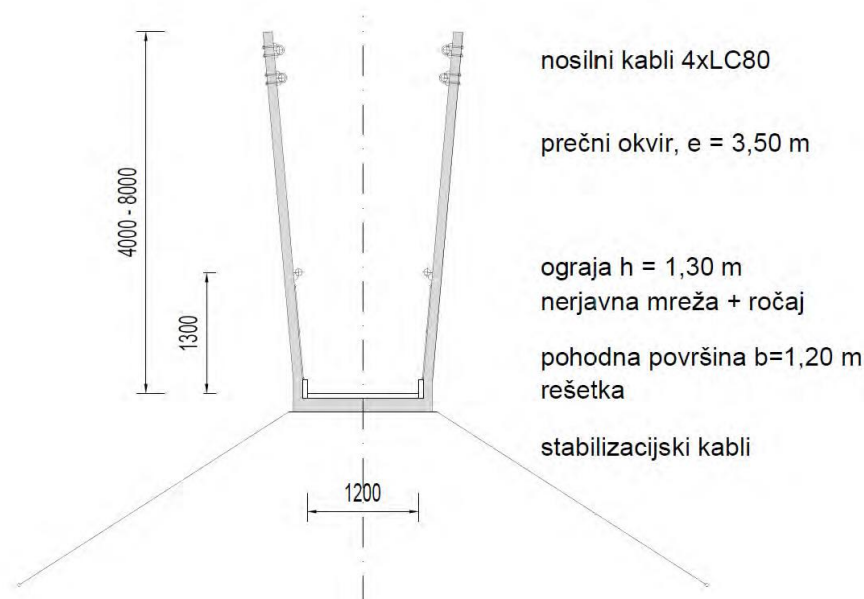 nosilni kabli 4xLC80
prečni okvir, e = 3,50 m
4000 - 8000
ograja h = 1,30 m
nerjavna mreža + ročaj
1300
pohodna površina b=1,20 m
rešetka
stabilizacijski kabli
1200